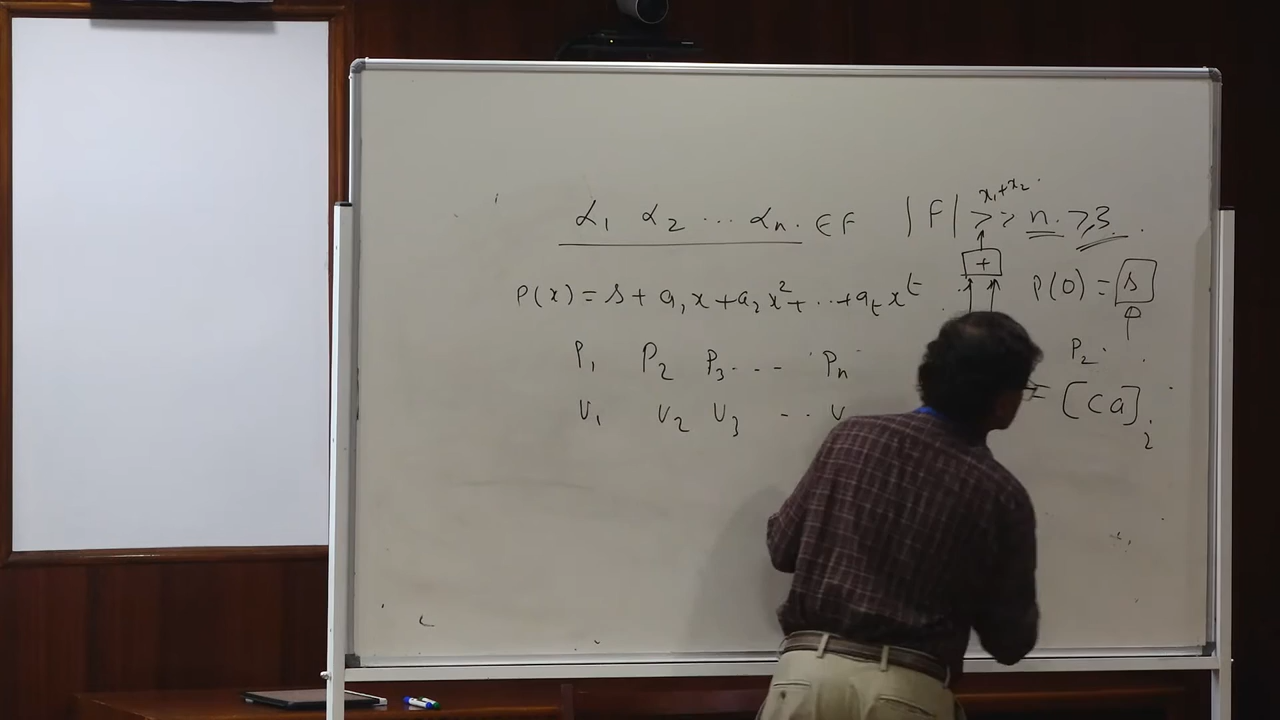 x₁+x₂
α₁ α₂ ... αₙ. ∈ F |F| >> n. ≥ 3.
+
P(x) = s + a₁x + a₂x² + ... + aₜxᵗ P(0) = s
P₁ P₂ P₃ ... Pₙ P₂
v₁ v₂ v₃ ... v = [ca]₂